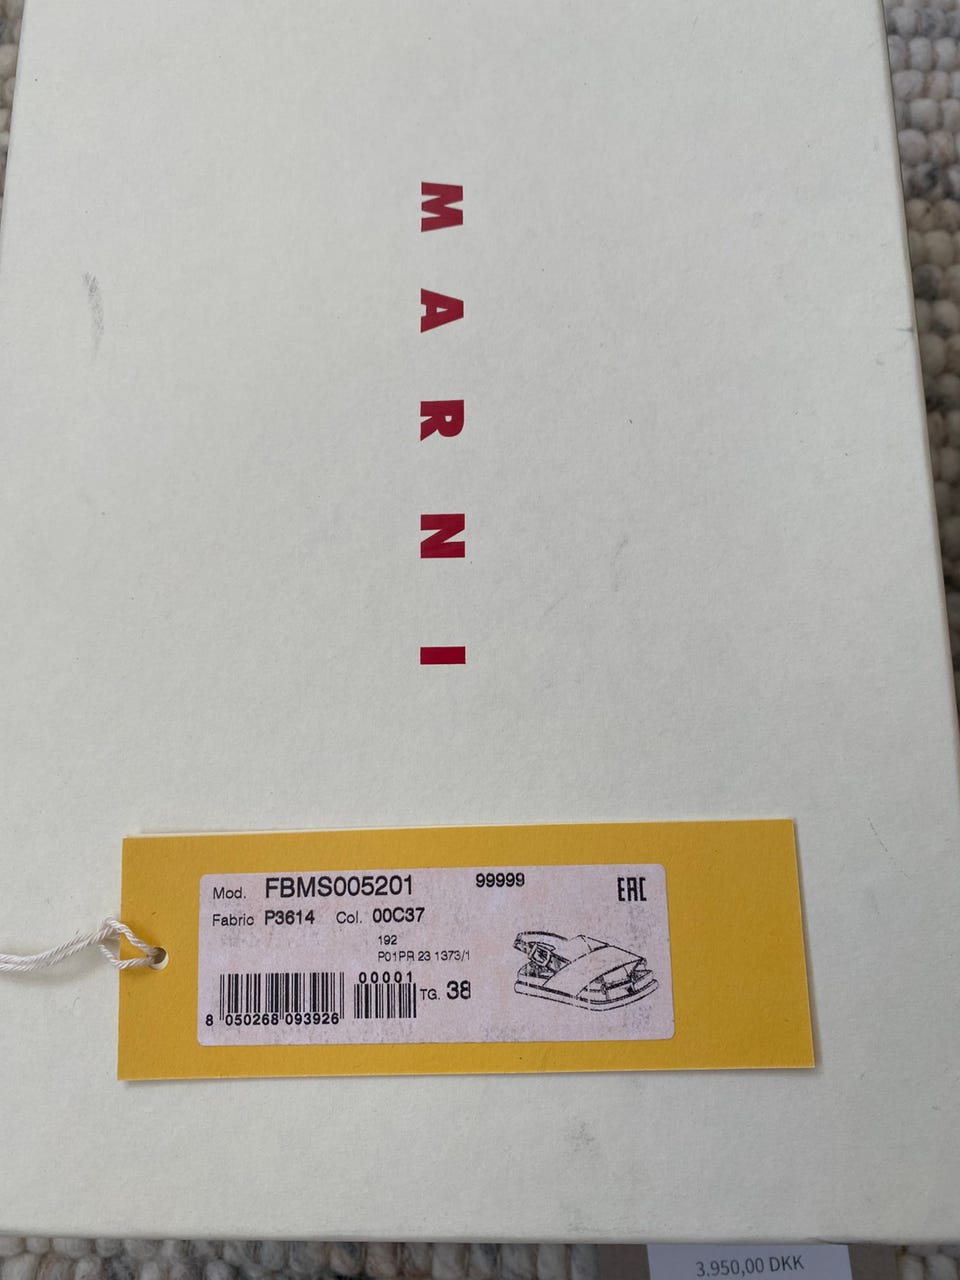 MARNI
Mod. FBMS005201 99999 EAC
Fabric P3614 Col. 00C37
192
P01PR 23 1373/1
00001
TG. 38
8 050268 093926
3.950,00 DKK